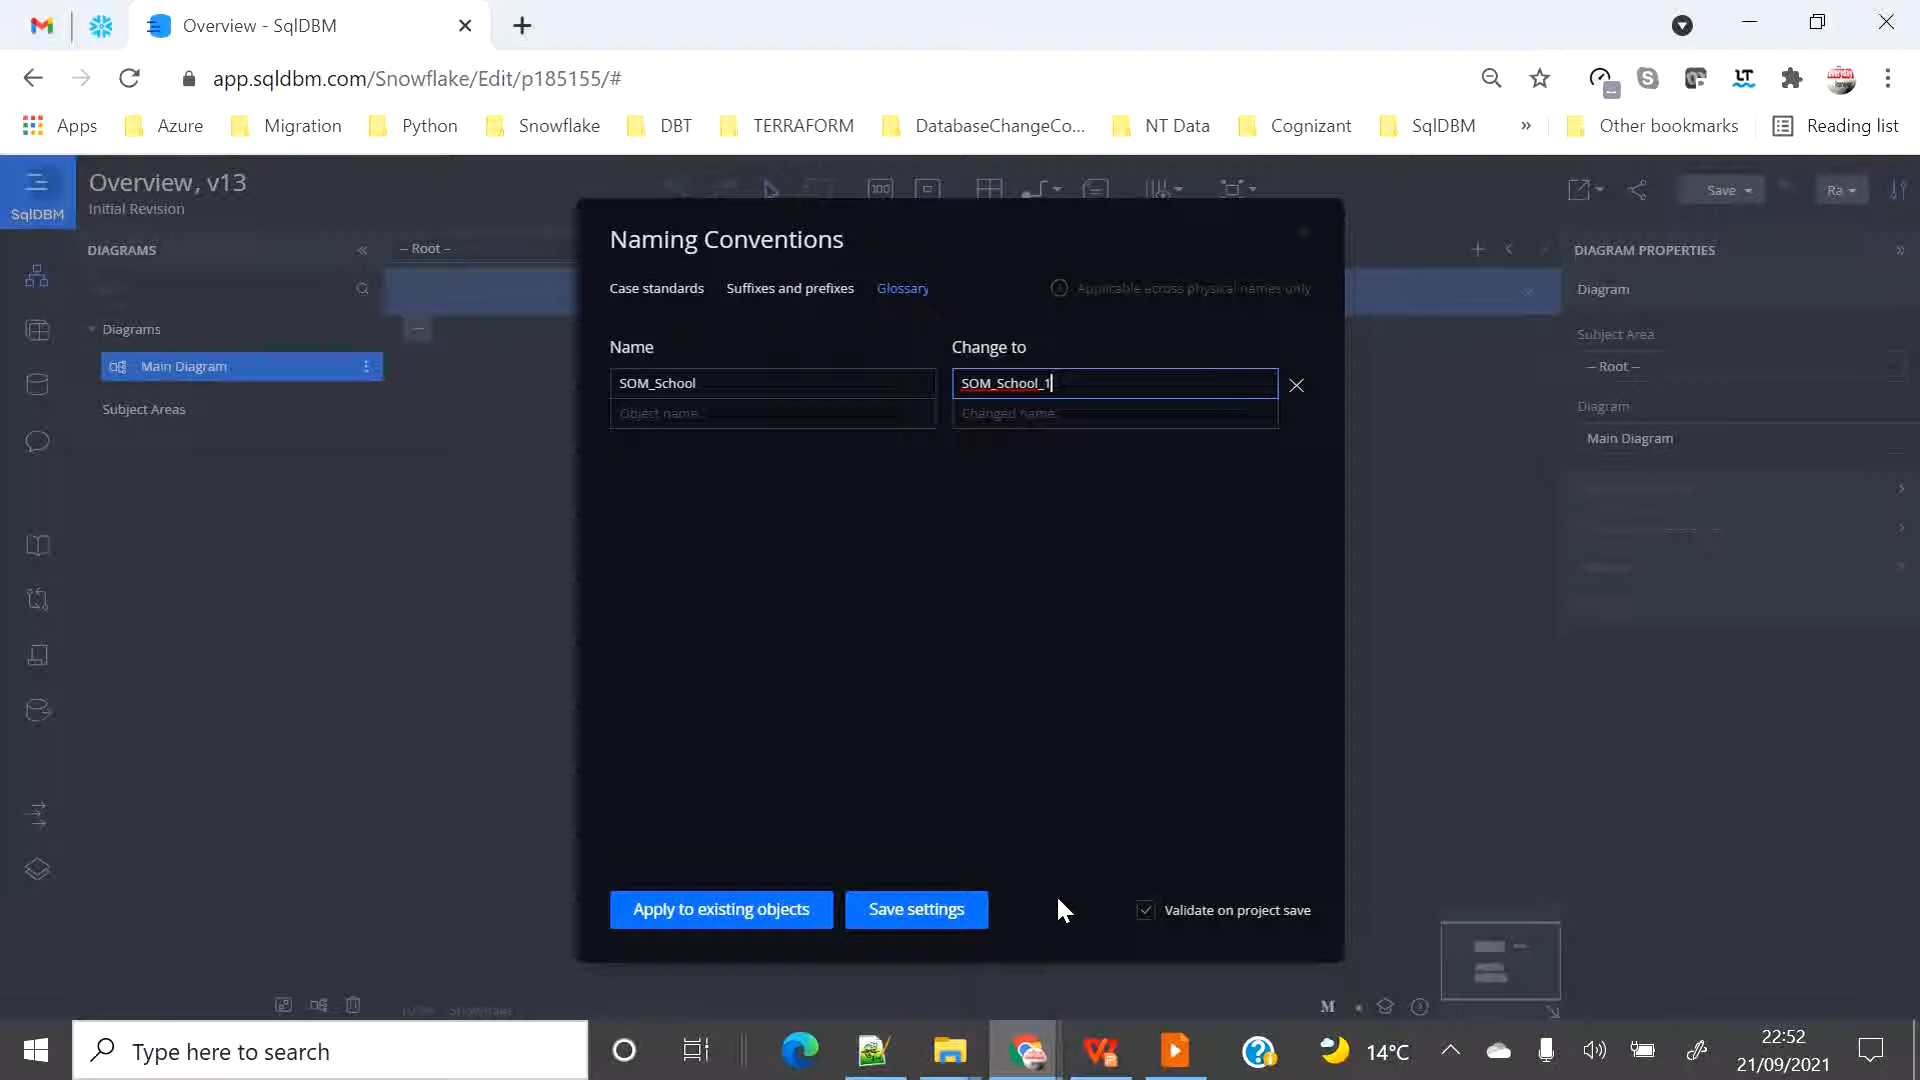 Overview - SqlDBM
app.sqldbm.com/Snowflake/Edit/p185155/#
Apps Azure Migration Python Snowflake DBT TERRAFORM DatabaseChangeCo... NT Data Cognizant SqlDBM » Other bookmarks Reading list
SqlDBM
Overview, v13
Initial Revision
Save
Ra
DIAGRAMS
– Root –
Diagrams
Main Diagram
Subject Areas
Naming Conventions
Case standards Suffixes and prefixes Glossary Applicable across physical names only
Name Change to
SOM_School SOM_School_1
Object name... Changed name...
Apply to existing objects Save settings Validate on project save
DIAGRAM PROPERTIES
Diagram
Subject Area
– Root –
Diagram
Main Diagram
M
Type here to search
14°C
22:52
21/09/2021